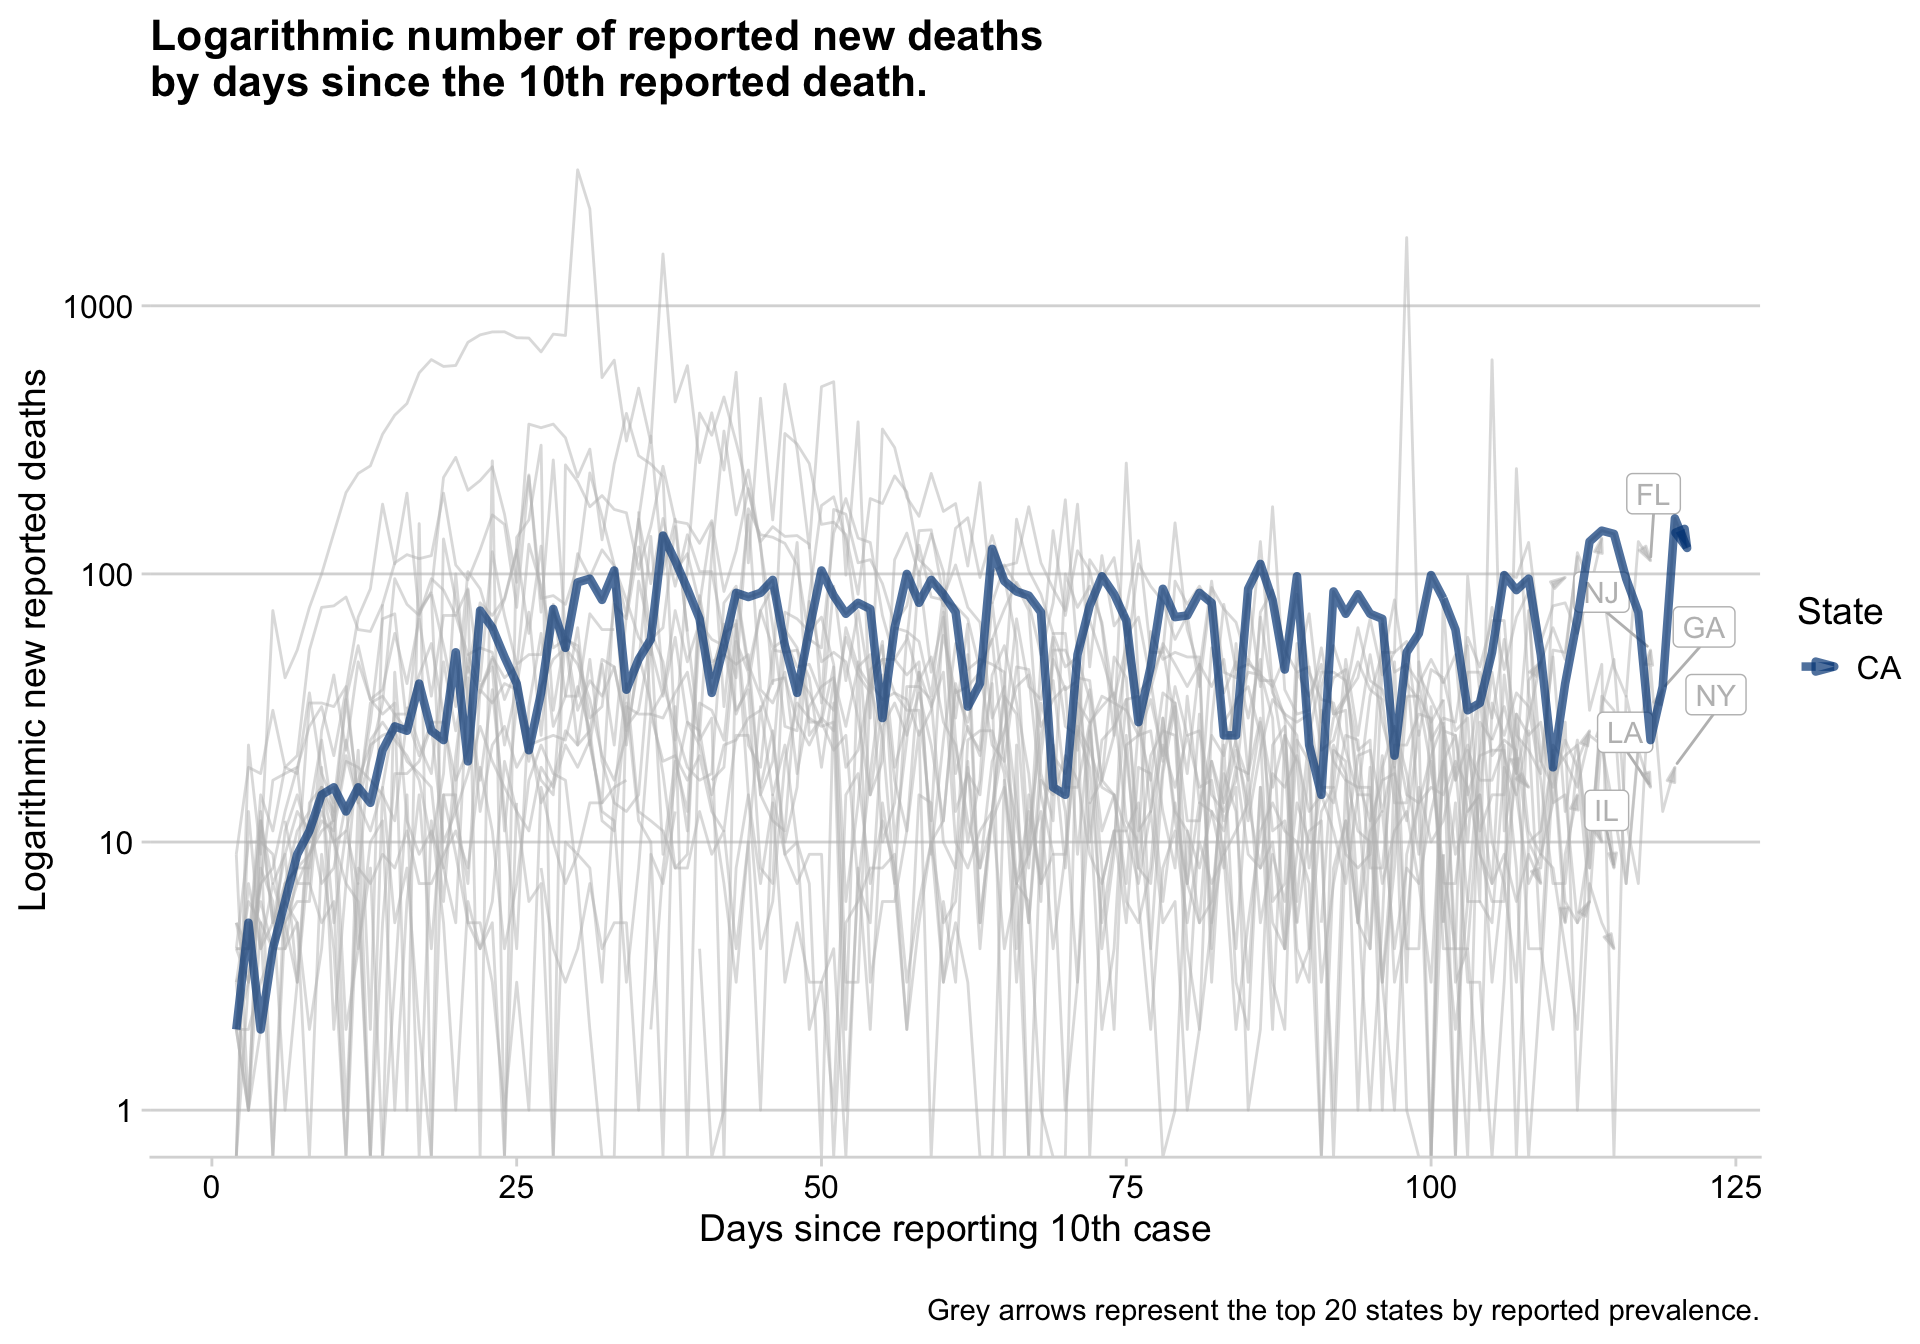 Logarithmic number of reported new deaths
by days since the 10th reported death.
Logarithmic new reported deaths
1000
100
10
1
FL
NJ
GA
NY
LA
IL
State
CA
0
25
50
75
100
125
Days since reporting 10th case
Grey arrows represent the top 20 states by reported prevalence.